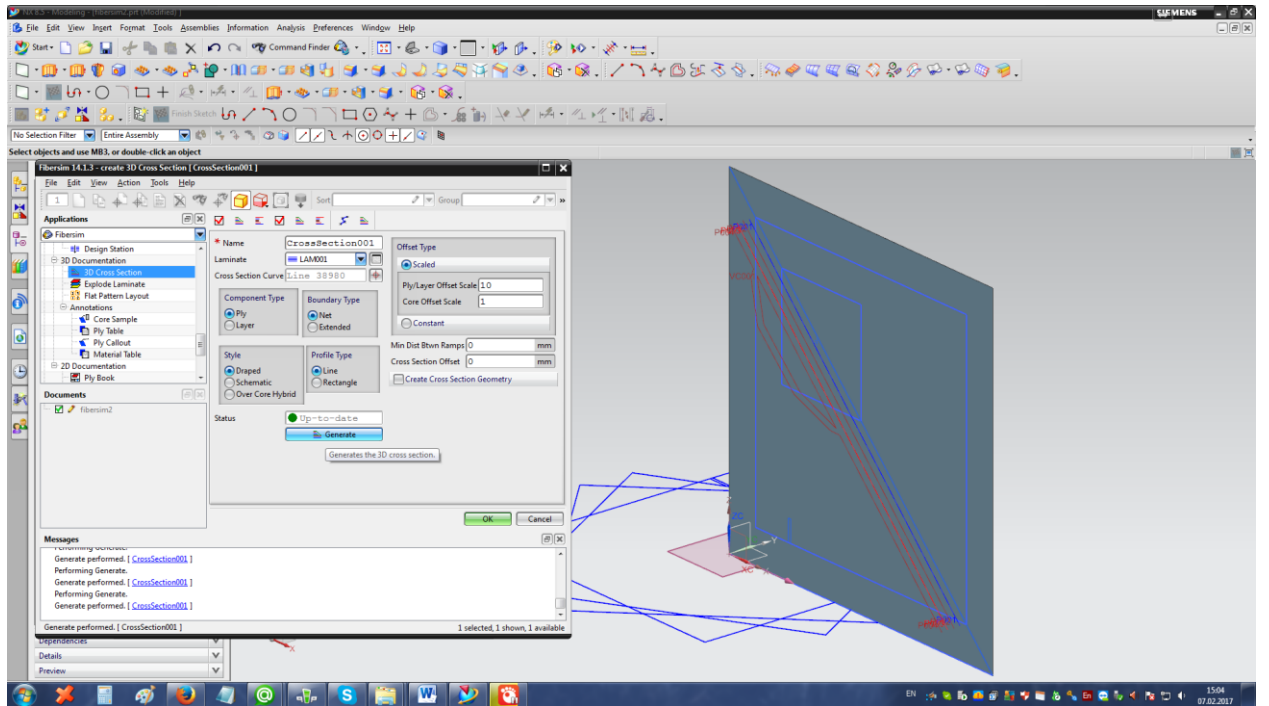 NX 8.5 - Modeling - [fibersim2.prt (Modified) ]
SIEMENS
File Edit View Insert Format Tools Assemblies Information Analysis Preferences Window Help
Start Command Finder
Finish Sketch
No Selection Filter Entire Assembly
Select objects and use MB3, or double-click an object
Fibersim 14.1.3 - create 3D Cross Section [ CrossSection001 ]
File Edit View Action Tools Help
1 Sort Group
Applications
Fibersim
Design Station
3D Documentation
3D Cross Section
Explode Laminate
Flat Pattern Layout
Annotations
Core Sample
Ply Table
Ply Callout
Material Table
2D Documentation
Ply Book
Documents
fibersim2
* Name CrossSection001
Laminate LAM001
Cross Section Curve Line 38980
Component Type
Ply
Layer
Boundary Type
Net
Extended
Style
Draped
Schematic
Over Core Hybrid
Profile Type
Line
Rectangle
Status Up-to-date
Generate
Generates the 3D cross section.
Offset Type
Scaled
Ply/Layer Offset Scale 10
Core Offset Scale 1
Constant
Min Dist Btwn Ramps 0 mm
Cross Section Offset 0 mm
Create Cross Section Geometry
OK Cancel
Messages
Performing Generate.
Generate performed. [ CrossSection001 ]
Performing Generate.
Generate performed. [ CrossSection001 ]
Performing Generate.
Generate performed. [ CrossSection001 ]
Generate performed. [ CrossSection001 ] 1 selected, 1 shown, 1 available
Dependencies
Details
Preview
X
ZC
Y
XC
EN
15:04
07.02.2017